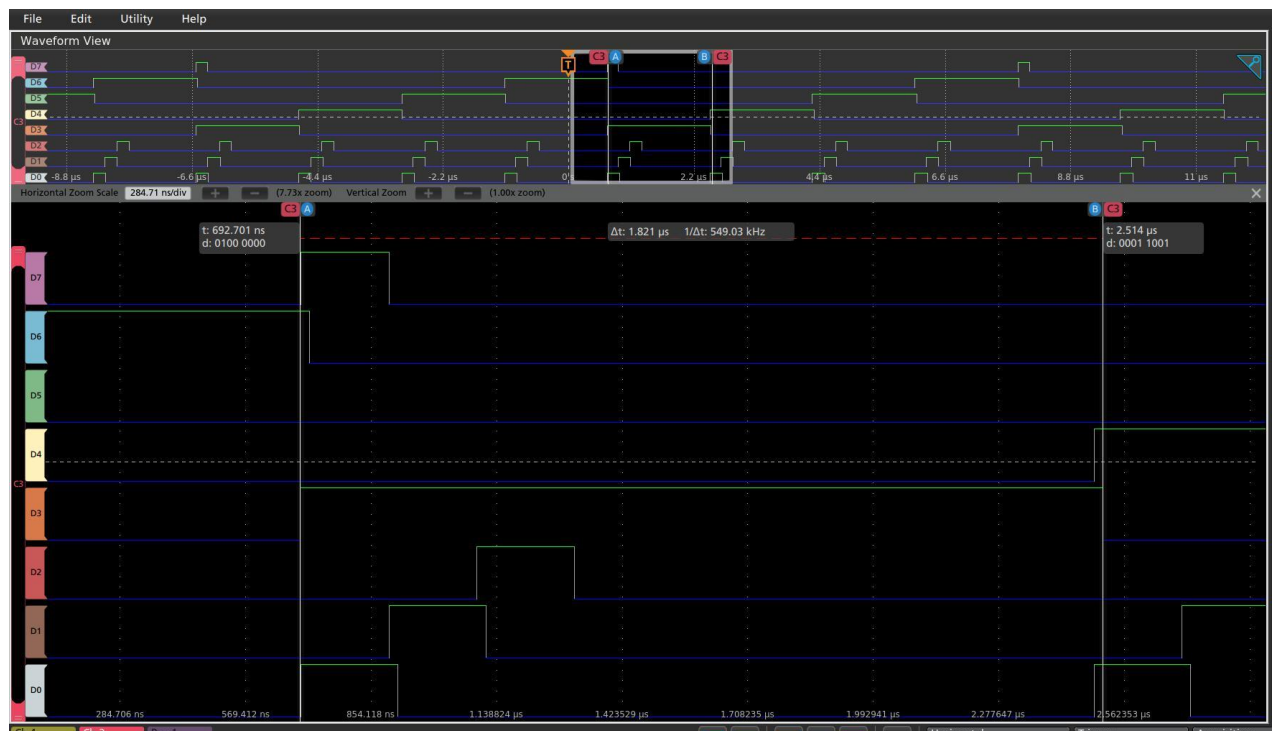 File Edit Utility Help
Waveform View
C3 A B C3
T
D7
D6
D5
D4
C3
D3
D2
D1
D0 -8.8 µs -6.6 µs -4.4 µs -2.2 µs 0 s 2.2 µs 4.4 µs 6.6 µs 8.8 µs 11 µs
Horizontal Zoom Scale 284.71 ns/div + - (7.73x zoom) Vertical Zoom + - (1.00x zoom) ×
C3 A B C3
t: 692.701 ns
d: 0100 0000
Δt: 1.821 µs 1/Δt: 549.03 kHz
t: 2.514 µs
d: 0001 1001
D7
D6
D5
D4
C3
D3
D2
D1
D0
284.706 ns 569.412 ns 854.118 ns 1.138824 µs 1.423529 µs 1.708235 µs 1.992941 µs 2.277647 µs 2.562353 µs